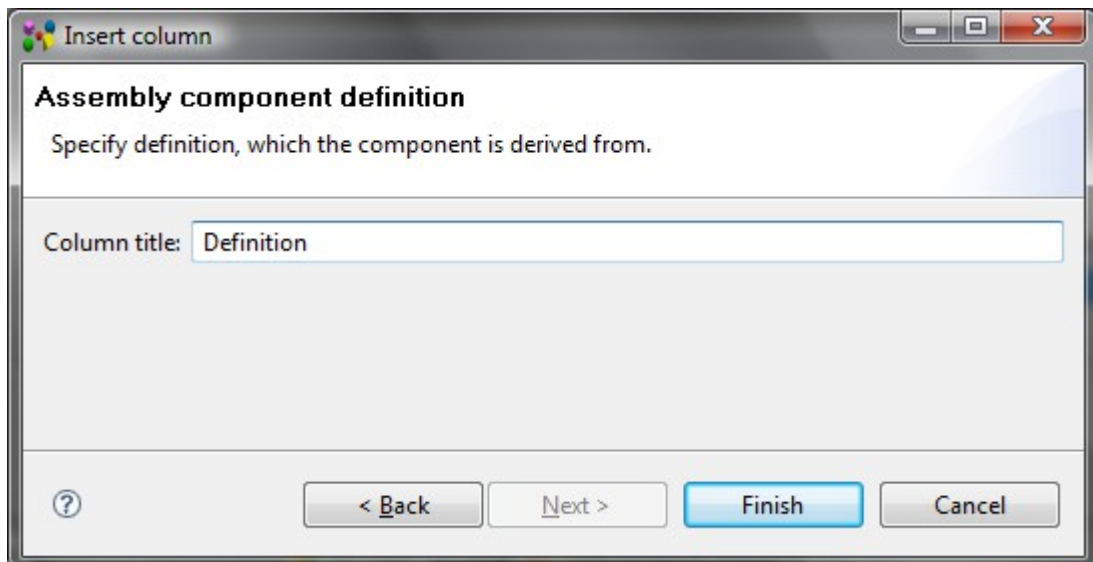 Insert column
Assembly component definition
Specify definition, which the component is derived from.
Column title: Definition
? < Back Next > Finish Cancel